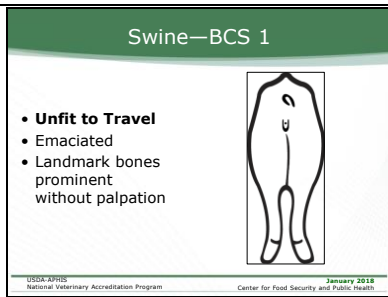 Swine—BCS 1
• Unfit to Travel
• Emaciated
• Landmark bones
prominent
without palpation
USDA-APHIS
National Veterinary Accreditation Program
January 2018
Center for Food Security and Public Health